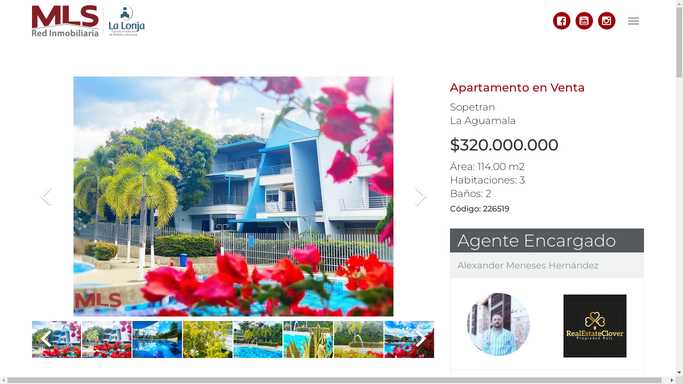 MLS
Red Inmobiliaria
La Lonja
Apartamento en Venta
Sopetran
La Aguamala
$320.000.000
Área: 114.00 m2
Habitaciones: 3
Baños: 2
Código: 226519
Agente Encargado
Alexander Meneses Hernández
MLS
RealEstateClover
Propiedad Raíz